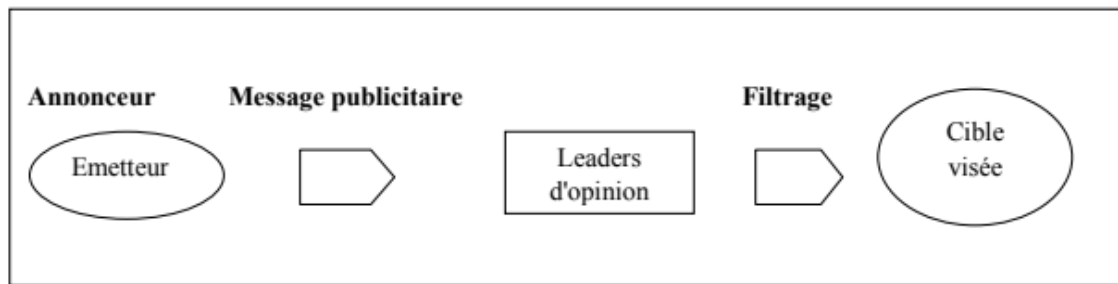 Annonceur
Message publicitaire
Filtrage
Emetteur
Leaders
d'opinion
Cible
visée